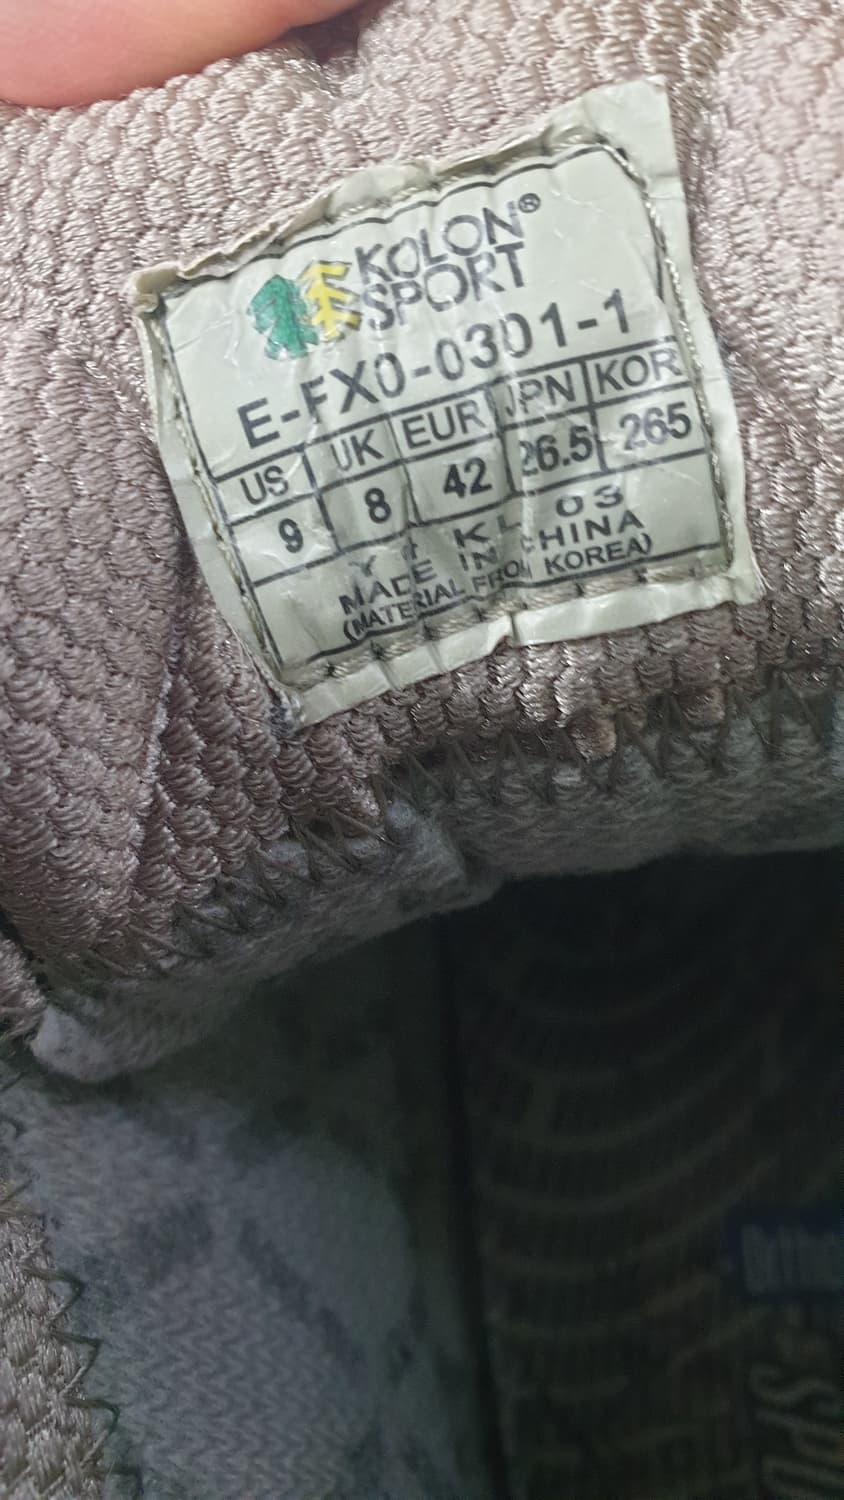 KOLON®
SPORT
E-FX0-0301-1
US UK EUR JPN KOR
9 8 42 26.5 265
KL 03
MADE IN CHINA
(MATERIAL FROM KOREA)